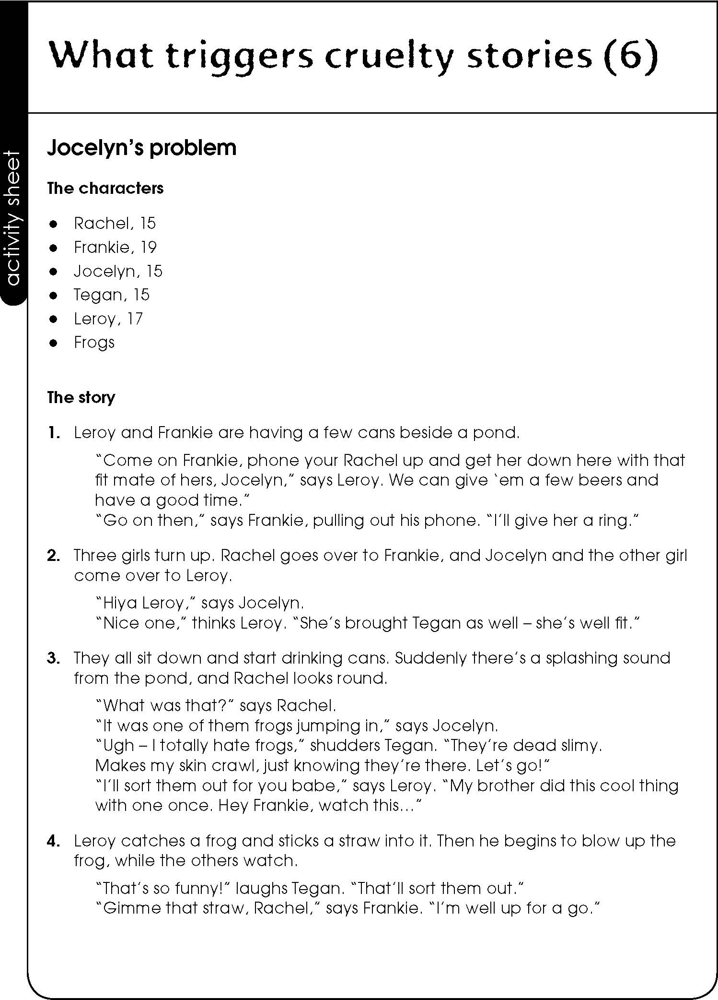 What triggers cruelty stories (6)
activity sheet
Jocelyn’s problem
The characters
● Rachel, 15
● Frankie, 19
● Jocelyn, 15
● Tegan, 15
● Leroy, 17
● Frogs
The story
1. Leroy and Frankie are having a few cans beside a pond.
“Come on Frankie, phone your Rachel up and get her down here with that
fit mate of hers, Jocelyn,” says Leroy. We can give ‘em a few beers and
have a good time.”
“Go on then,” says Frankie, pulling out his phone. “I’ll give her a ring.”
2. Three girls turn up. Rachel goes over to Frankie, and Jocelyn and the other girl
come over to Leroy.
“Hiya Leroy,” says Jocelyn.
“Nice one,” thinks Leroy. “She’s brought Tegan as well – she’s well fit.”
3. They all sit down and start drinking cans. Suddenly there’s a splashing sound
from the pond, and Rachel looks round.
“What was that?” says Rachel.
“It was one of them frogs jumping in,” says Jocelyn.
“Ugh – I totally hate frogs,” shudders Tegan. “They’re dead slimy.
Makes my skin crawl, just knowing they’re there. Let’s go!”
“I’ll sort them out for you babe,” says Leroy. “My brother did this cool thing
with one once. Hey Frankie, watch this...”
4. Leroy catches a frog and sticks a straw into it. Then he begins to blow up the
frog, while the others watch.
“That’s so funny!” laughs Tegan. “That’ll sort them out.”
“Gimme that straw, Rachel,” says Frankie. “I’m well up for a go.”